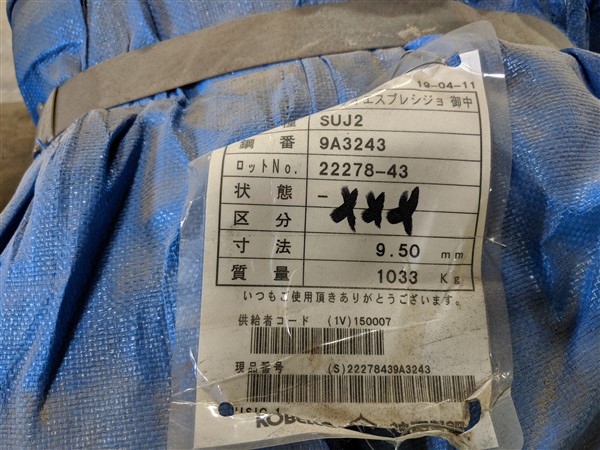 19-04-11
エスプレシジョ 御中
種 SUJ2
鋼番 9A3243
ロットNo. 22278-43
状態 -
区分 xxx
寸法 9.50 mm
質量 1033 Kg
いつもご使用頂きありがとうございます。
供給者コード (1V)150007
現品番号 (S)22278439A3243